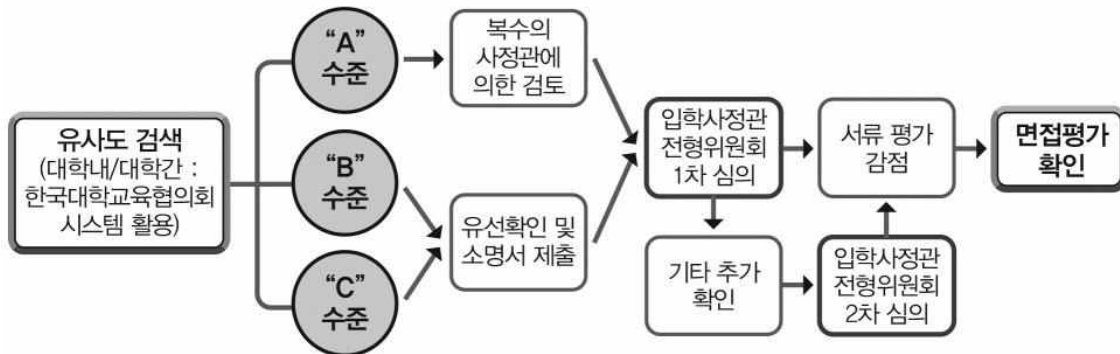 유사도 검색
(대학내/대학간 :
한국대학교육협의회
시스템 활용)
“A”
수준
“B”
수준
“C”
수준
복수의
사정관에
의한 검토
유선확인 및
소명서 제출
입학사정관
전형위원회
1차 심의
기타 추가
확인
서류 평가
감점
입학사정관
전형위원회
2차 심의
면접평가
확인